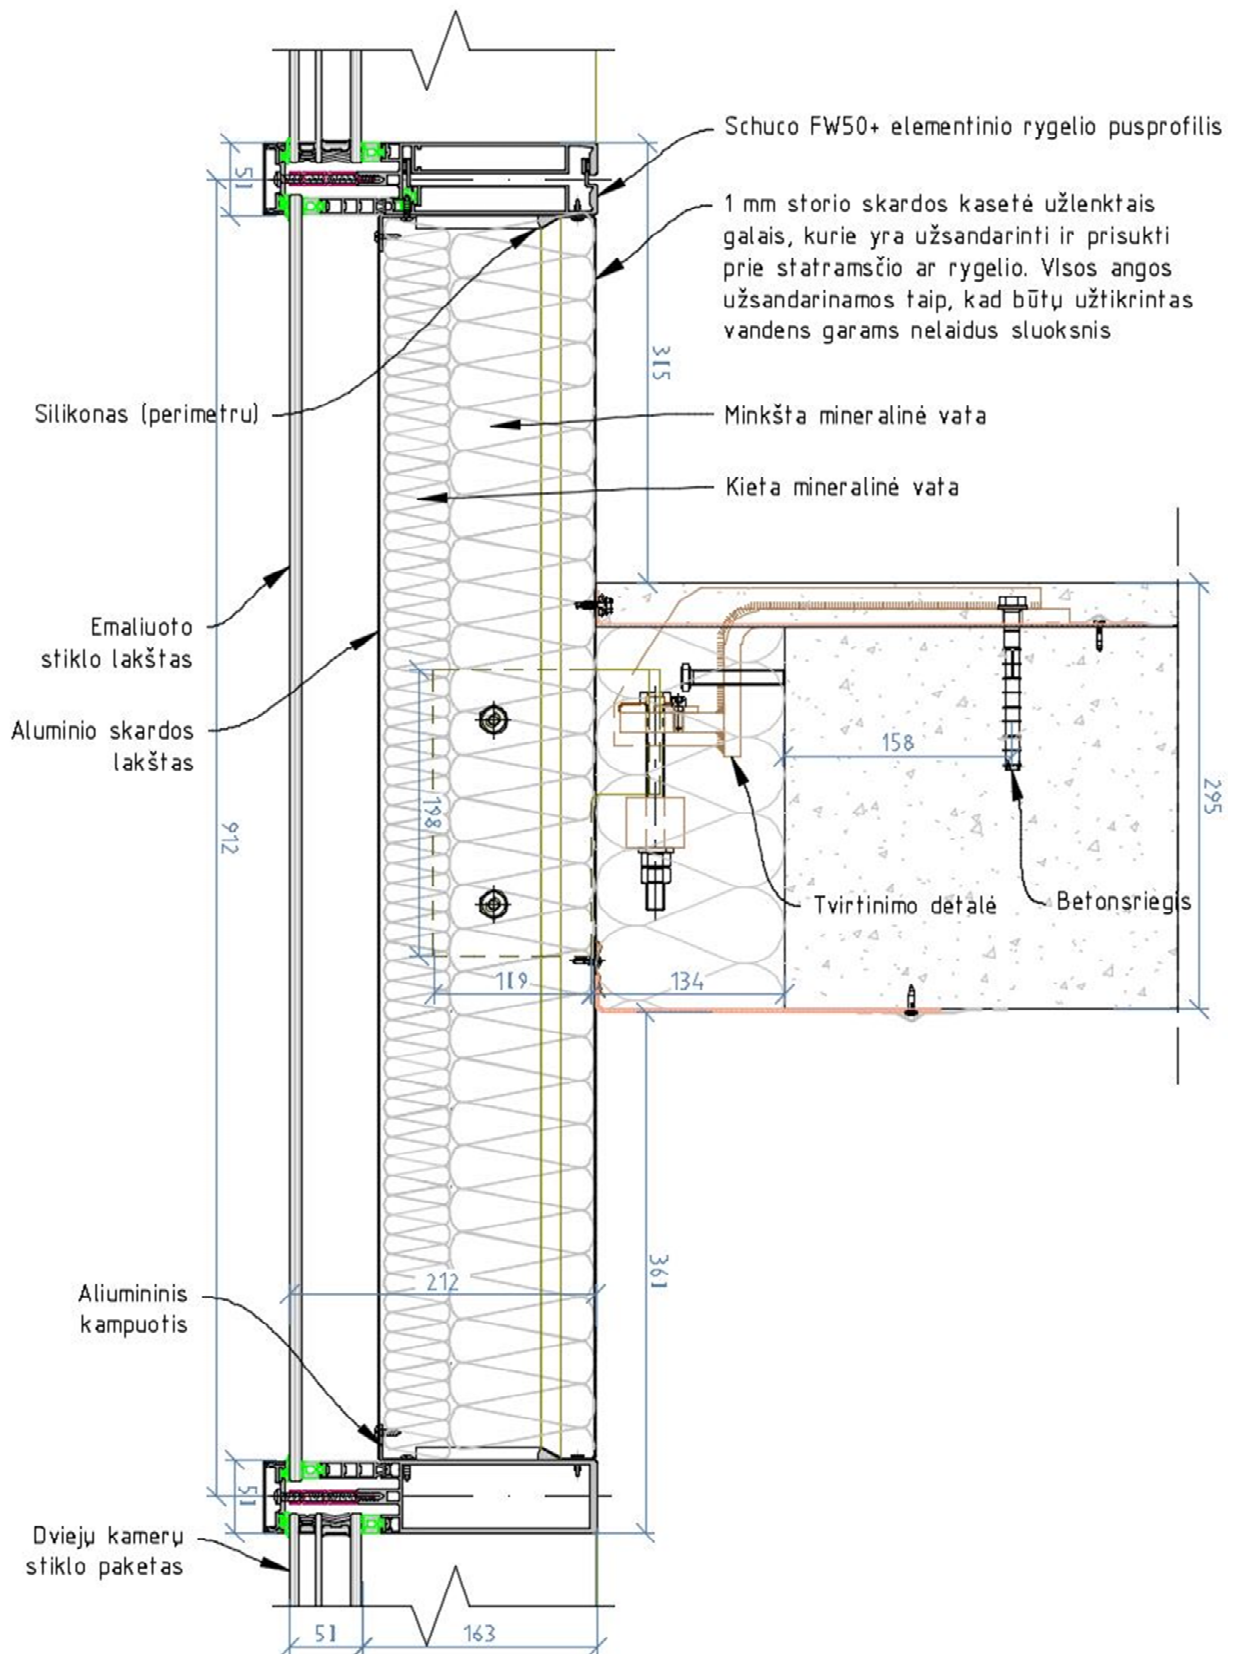 Schuco FW50+ elementinio rygelio pusprofilis
1 mm storio skardos kasetė užlenktais
galais, kurie yra užsandarinti ir prisukti
prie statramsčio ar rygelio. VIsos angos
užsandarinamos taip, kad būtų užtikrintas
vandens garams nelaidus sluoksnis
51
315
Silikonas (perimetru)
Minkšta mineralinė vata
Kieta mineralinė vata
Emaliuoto
stiklo lakštas
Aluminio skardos
lakštas
158
295
198
912
Tvirtinimo detalė
Betonsriegis
119
134
361
212
Aliumininis
kampuotis
51
Dviejų kamerų
stiklo paketas
51
163